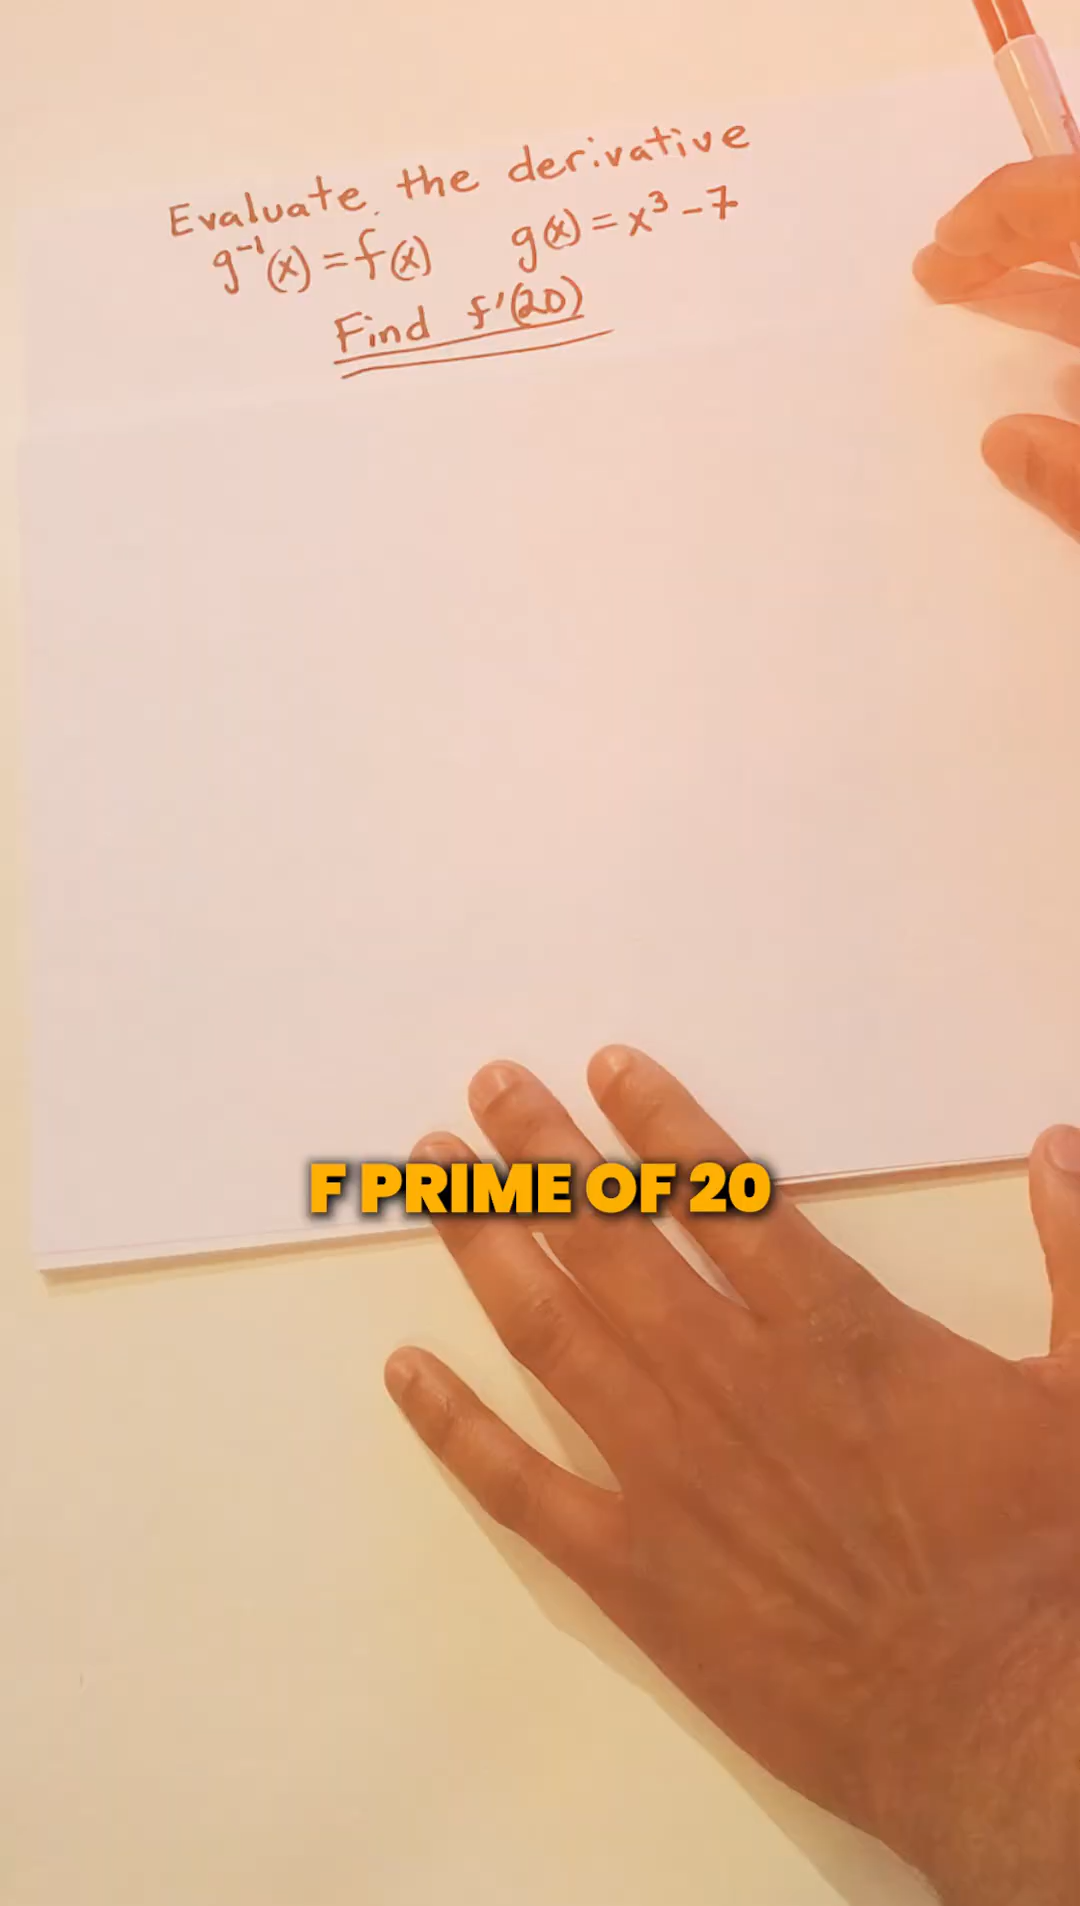 Evaluate the derivative
g⁻¹(x) = f(x) g(x) = x³ - 7
Find f'(20)
F PRIME OF 20